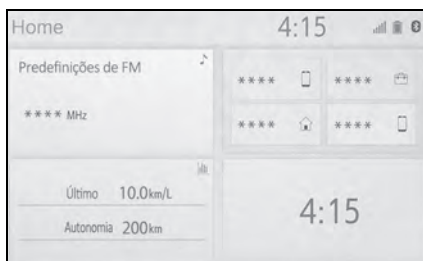 Home 4:15
Predefinições de FM
**** MHz
**** ****
**** ****
Último 10.0km/L
Autonomia 200km
4:15